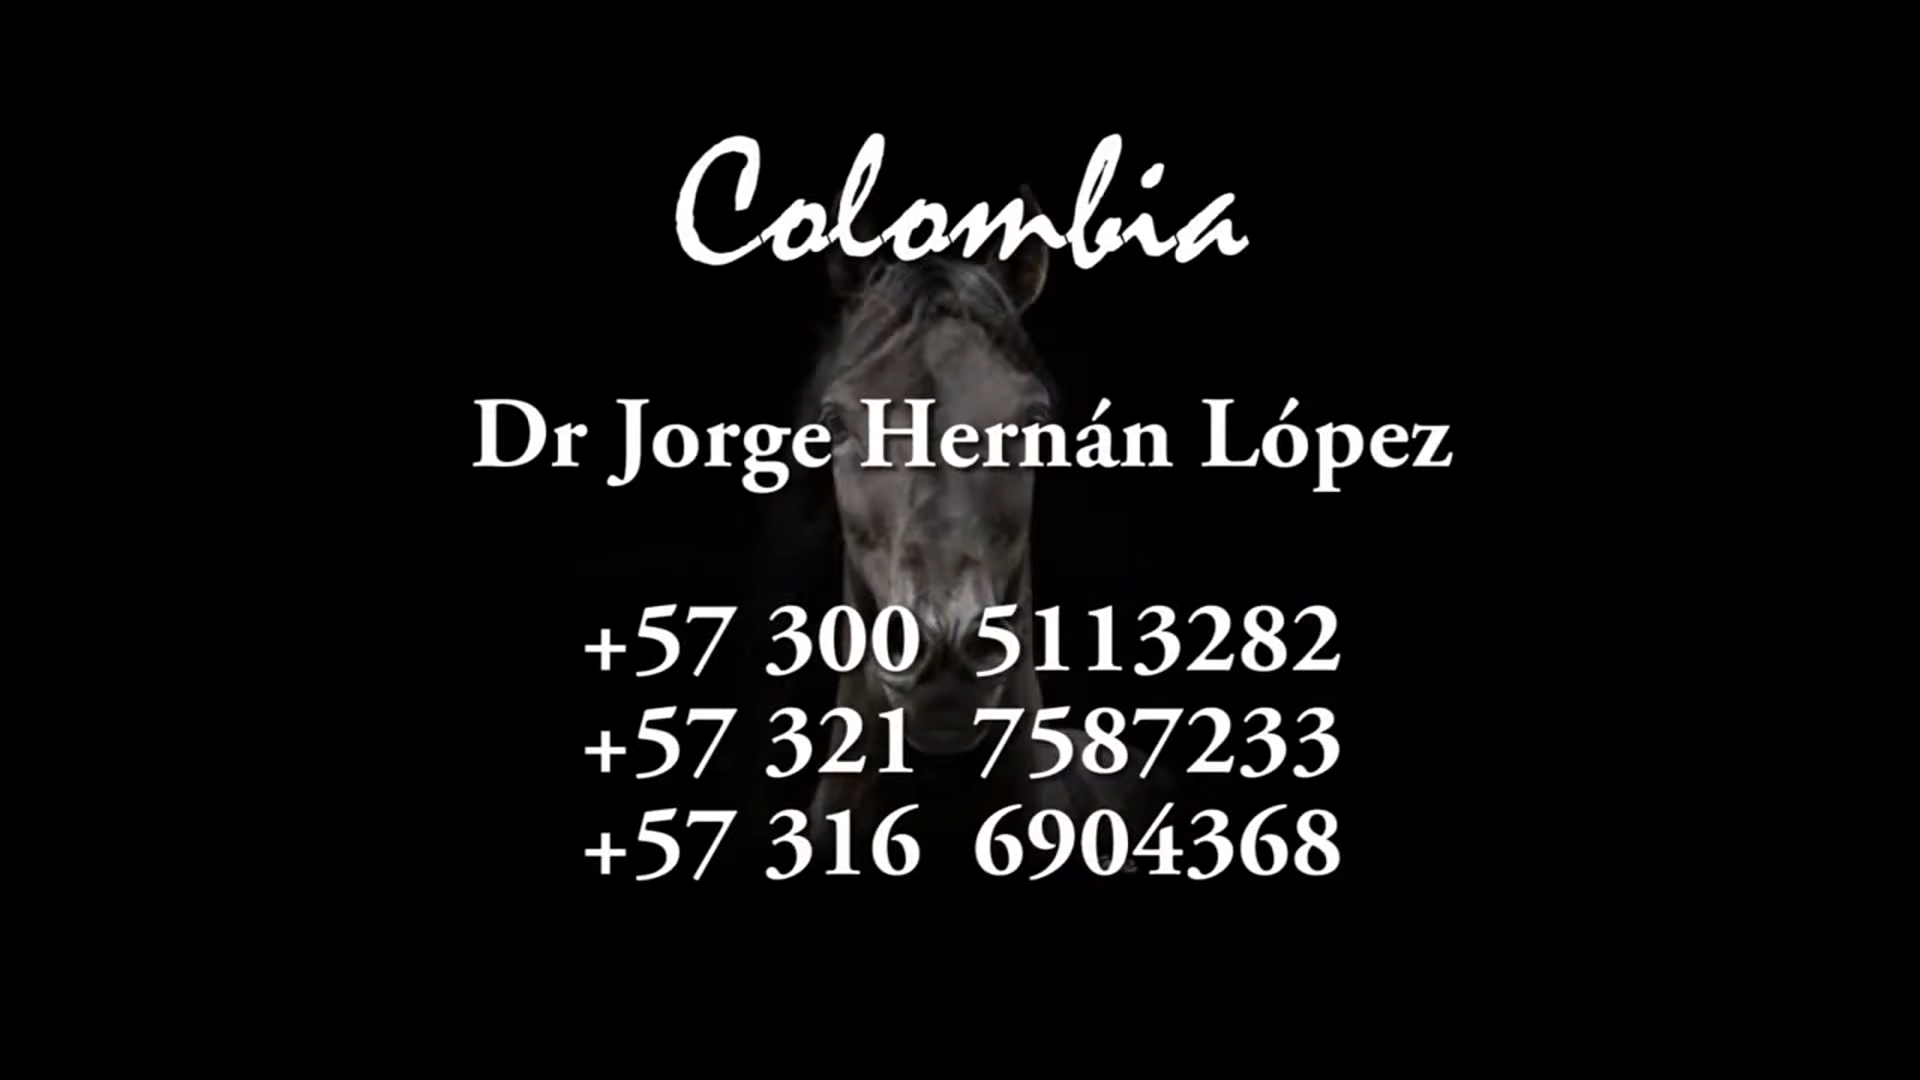 Colombia
Dr Jorge Hernán López
+57 300 5113282
+57 321 7587233
+57 316 6904368